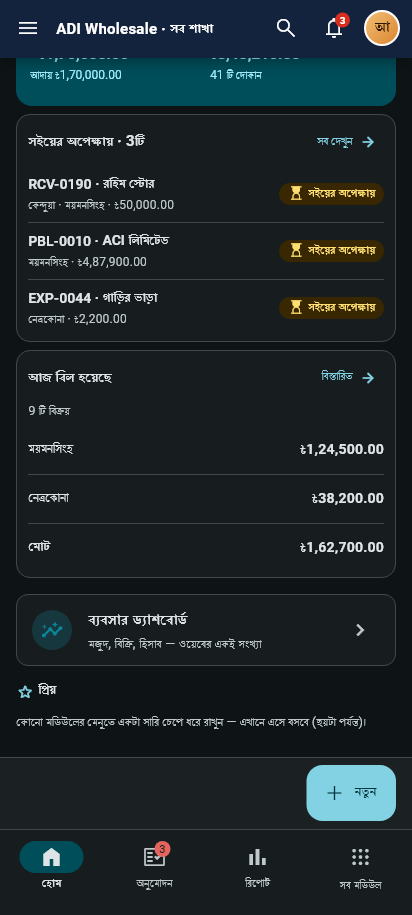 ADI Wholesale · সব শাখা
3
আ
আদায় ৳1,70,000.00
41 টি দোকান
সইয়ের অপেক্ষায় · 3টি
সব দেখুন
RCV-0190 · রহিম স্টোর
কেন্দুয়া · ময়মনসিংহ · ৳50,000.00
সইয়ের অপেক্ষায়
PBL-0010 · ACI লিমিটেড
ময়মনসিংহ · ৳4,87,900.00
সইয়ের অপেক্ষায়
EXP-0044 · গাড়ির ভাড়া
নেত্রকোনা · ৳2,200.00
সইয়ের অপেক্ষায়
আজ বিল হয়েছে
বিস্তারিত
9 টি বিক্রয়
ময়মনসিংহ ৳1,24,500.00
নেত্রকোনা ৳38,200.00
মোট ৳1,62,700.00
ব্যবসার ড্যাশবোর্ড
মজুদ, বিক্রি, হিসাব — ওয়েবের একই সংখ্যা
প্রিয়
কোনো মডিউলের মেনুতে একটা সারি চেপে ধরে রাখুন — এখানে এসে বসবে (ছয়টা পর্যন্ত)।
নতুন
3
হোম
অনুমোদন
রিপোর্ট
সব মডিউল